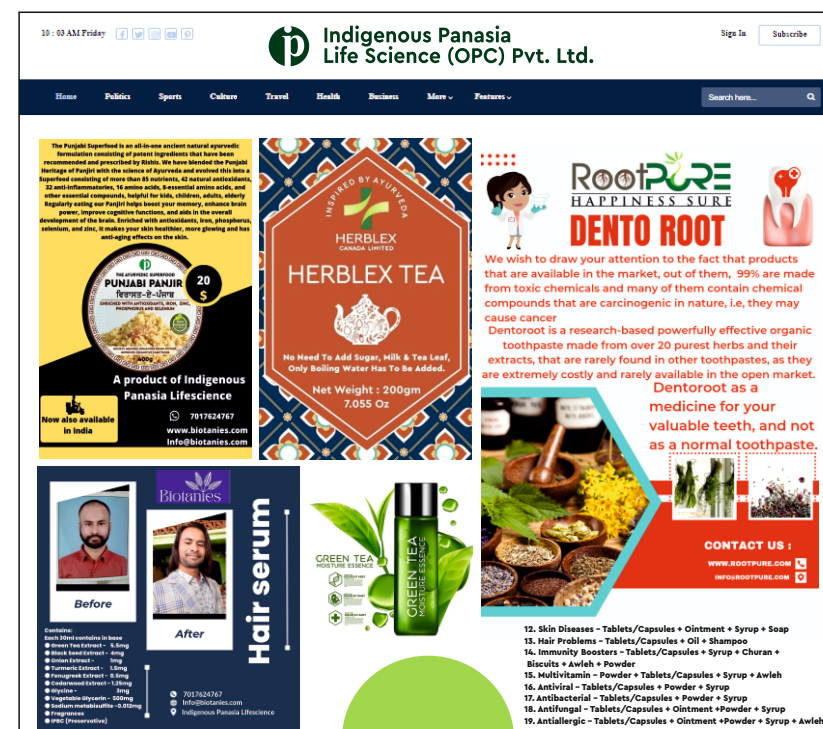 10 : 03 AM Friday
Indigenous Panasia
Life Science (OPC) Pvt. Ltd.
Sign In
Subscribe
Home Politics Sports Culture Travel Health Business More Features
Search here...
The Punjabi Superfood is an all-in-one ancient natural ayurvedic
formulation consisting of potent ingredients that have been
recommended and prescribed by Rishis. We have blended the Punjabi
Heritage of Panjiri with the science of Ayurveda and evolved this into a
Superfood consisting of more than 85 nutrients, 42 natural antioxidants,
32 anti-inflammatories, 16 amino acids, 8-essential amino acids, and
other essential compounds, helpful for kids, children, adults, elderly
Regularly eating our Panjiri helps boost your memory, enhance brain
power, improve cognitive functions, and aids in the overall
development of the brain. Enriched with antioxidants, iron, phosphorus,
selenium, and zinc, it makes your skin healthier, more glowing and has
anti-aging effects on the skin.
THE AYURVEDIC SUPERFOOD
PUNJABI PANJIRI
ਵਿਰਾਸਤ-ਏ-ਪੰਜਾਬ
ENRICHED WITH ANTIOXIDANTS, IRON, ZINC,
PHOSPHORUS AND SELENIUM
400g
20
$
A product of Indigenous
Panasia Lifescience
Now also available
in India
7017624767
www.biotanies.com
Info@biotanies.com
INSPIRED BY AYURVEDA
HERBLEX
CANADA LIMITED
HERBLEX TEA
No Need To Add Sugar, Milk & Tea Leaf,
Only Boiling Water Has To Be Added.
Net Weight : 200gm
7.055 Oz
RootPURE
HAPPINESS SURE
DENTO ROOT
We wish to draw your attention to the fact that products
that are available in the market, out of them, 99% are made
from toxic chemicals and many of them contain chemical
compounds that are carcinogenic in nature, i.e, they may
cause cancer
Dentoroot is a research-based powerfully effective organic
toothpaste made from over 20 purest herbs and their
extracts, that are rarely found in other toothpastes, as they
are extremely costly and rarely available in the open market.
Dentoroot as a
medicine for your
valuable teeth, and not
as a normal toothpaste.
CONTACT US :
WWW.ROOTPURE.COM
INFO@ROOTPURE.COM
Biotanies
Before
After
Hair serum
Contains:
Each 30ml contains in base
Green Tea Extract - 5.5mg
Black Seed Extract - 4mg
Onion Extract - 1mg
Turmeric Extract - 1.5mg
Fenugreek Extract - 0.5mg
Cedarwood Extract - 1.25mg
Glycine - 3mg
Vegetable Glycerin - 500mg
Sodium metabisulfite -0.012mg
Fragrances
IPBC (Preservative)
7017624767
Info@biotanies.com
Indigenous Panasia Lifescience
GREEN TEA
MOISTURE ESSENCE
GREEN TEA
MOISTURE ESSENCE
12. Skin Diseases - Tablets/Capsules + Ointment + Syrup + Soap
13. Hair Problems - Tablets/Capsules + Oil + Shampoo
14. Immunity Boosters - Tablets/Capsules + Syrup + Churan +
Biscuits + Awleh + Powder
15. Multivitamin - Powder + Tablets/Capsules + Syrup + Awleh
16. Antiviral - Tablets/Capsules + Powder + Syrup
17. Antibacterial - Tablets/Capsules + Powder + Syrup
18. Antifungal - Tablets/Capsules + Ointment +Powder + Syrup
19. Antiallergic - Tablets/Capsules + Ointment +Powder + Syrup + Awleh